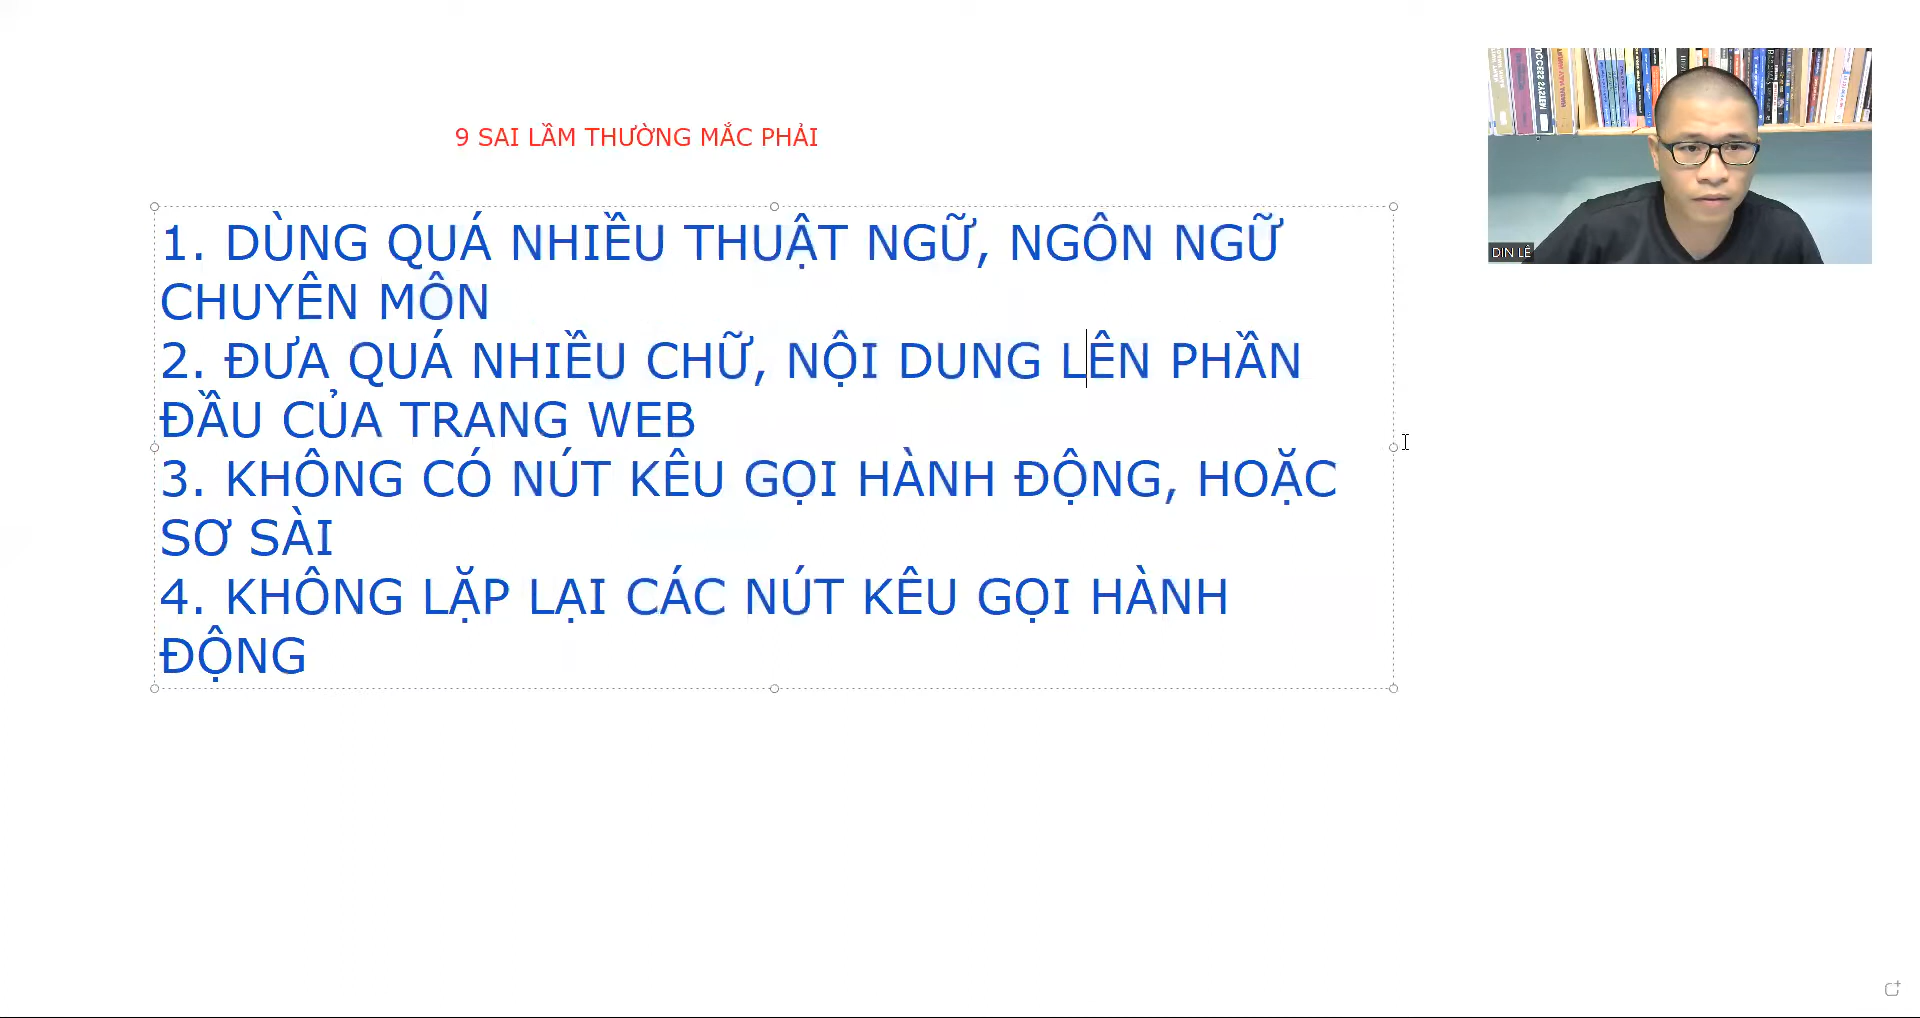 9 SAI LẦM THƯỜNG MẮC PHẢI
1. DÙNG QUÁ NHIỀU THUẬT NGỮ, NGÔN NGỮ
CHUYÊN MÔN
2. ĐƯA QUÁ NHIỀU CHỮ, NỘI DUNG LÊN PHẦN
ĐẦU CỦA TRANG WEB
3. KHÔNG CÓ NÚT KÊU GỌI HÀNH ĐỘNG, HOẶC
SƠ SÀI
4. KHÔNG LẶP LẠI CÁC NÚT KÊU GỌI HÀNH
ĐỘNG
DIN LÊ